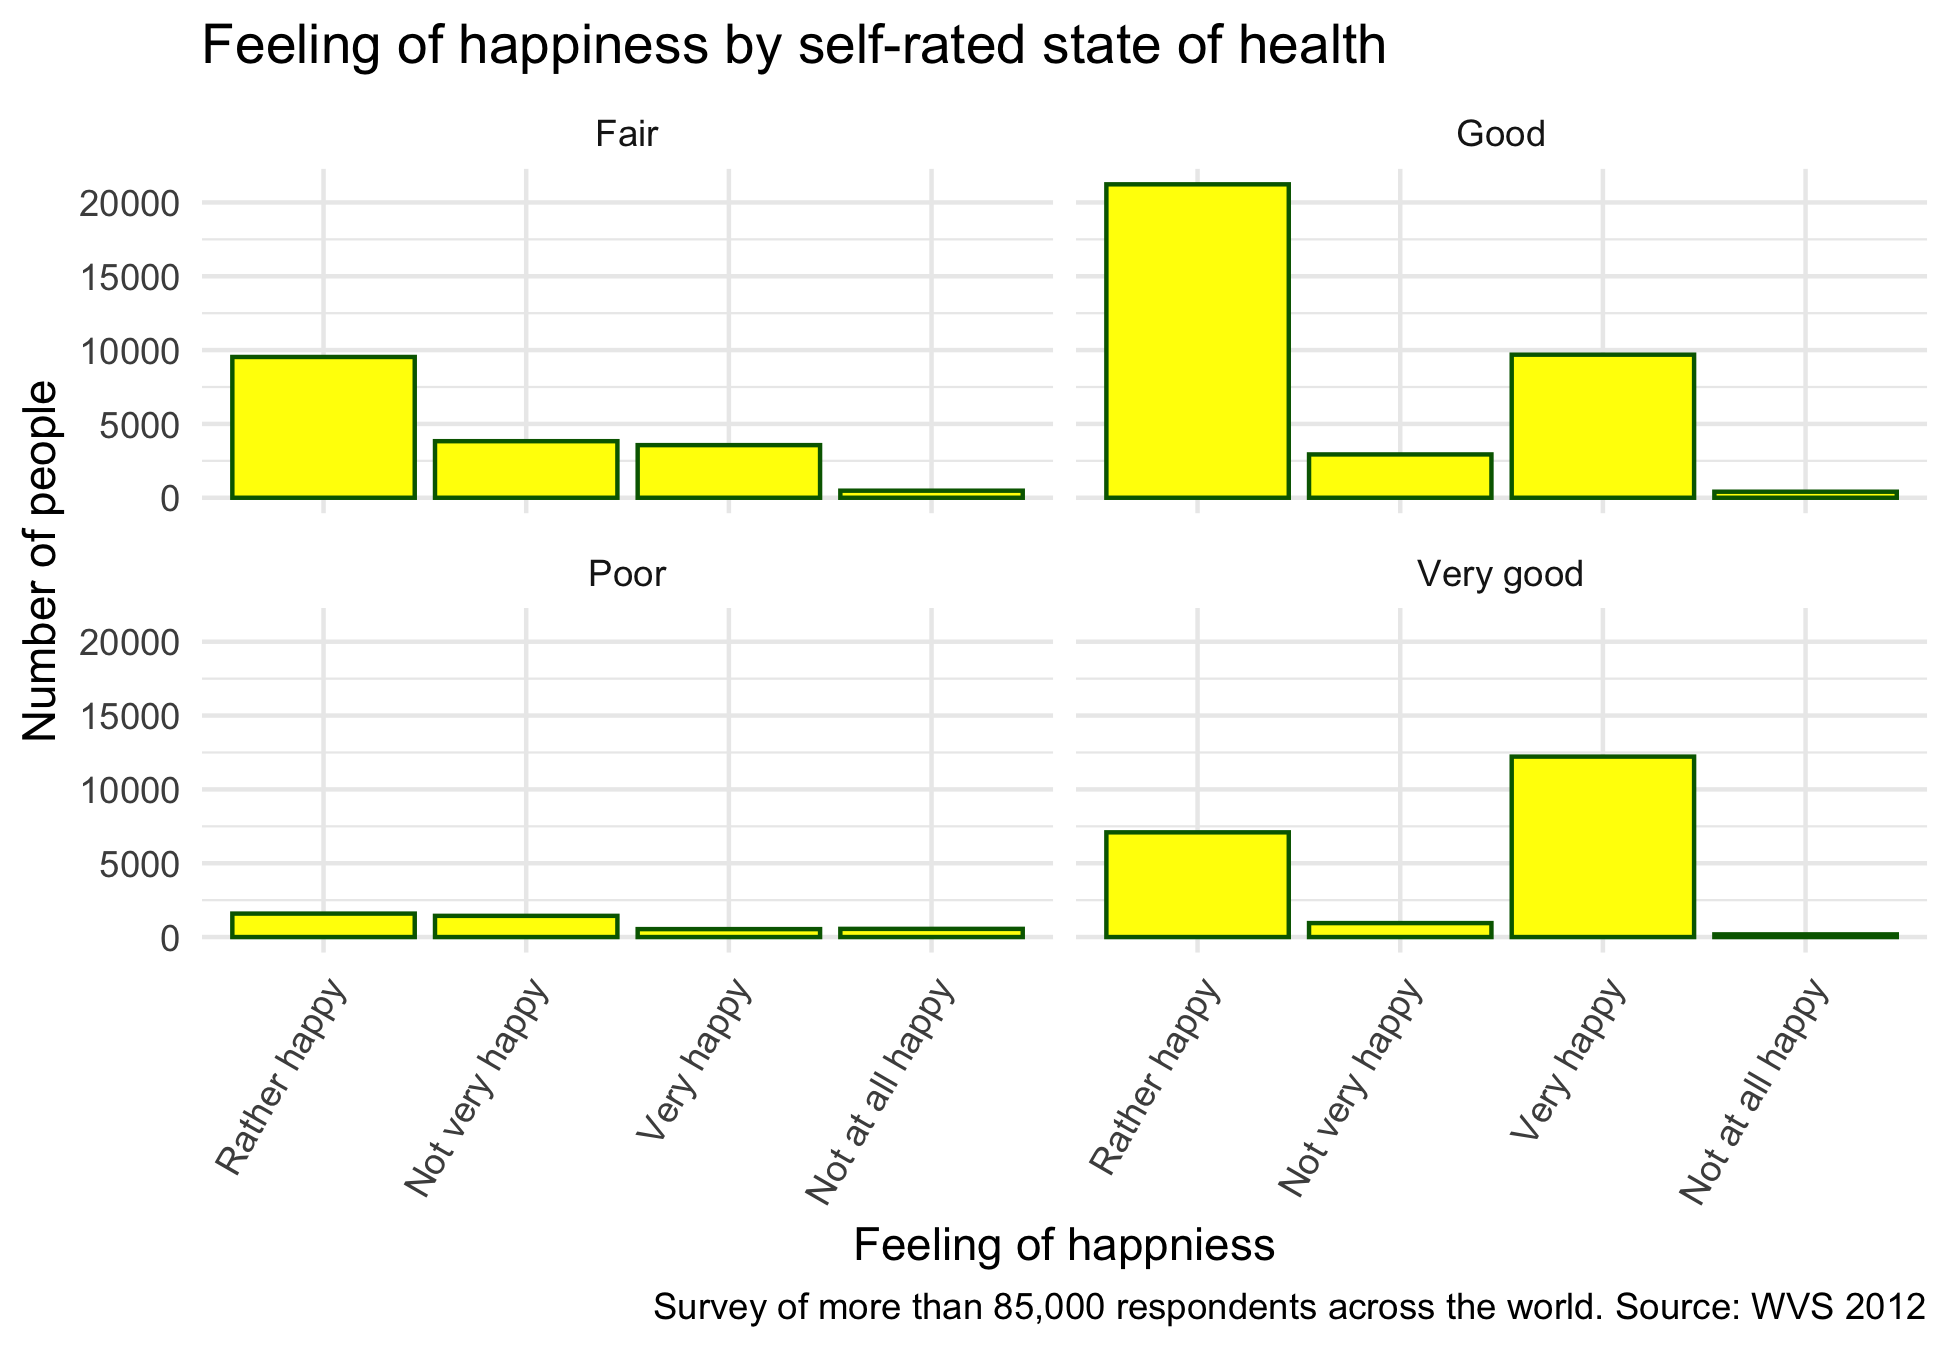 Feeling of happiness by self-rated state of health
Fair
Good
Number of people
20000
15000
10000
5000
0
Poor
Very good
20000
15000
10000
5000
0
Rather happy
Not very happy
Very happy
Not at all happy
Rather happy
Not very happy
Very happy
Not at all happy
Feeling of happniess
Survey of more than 85,000 respondents across the world. Source: WVS 2012